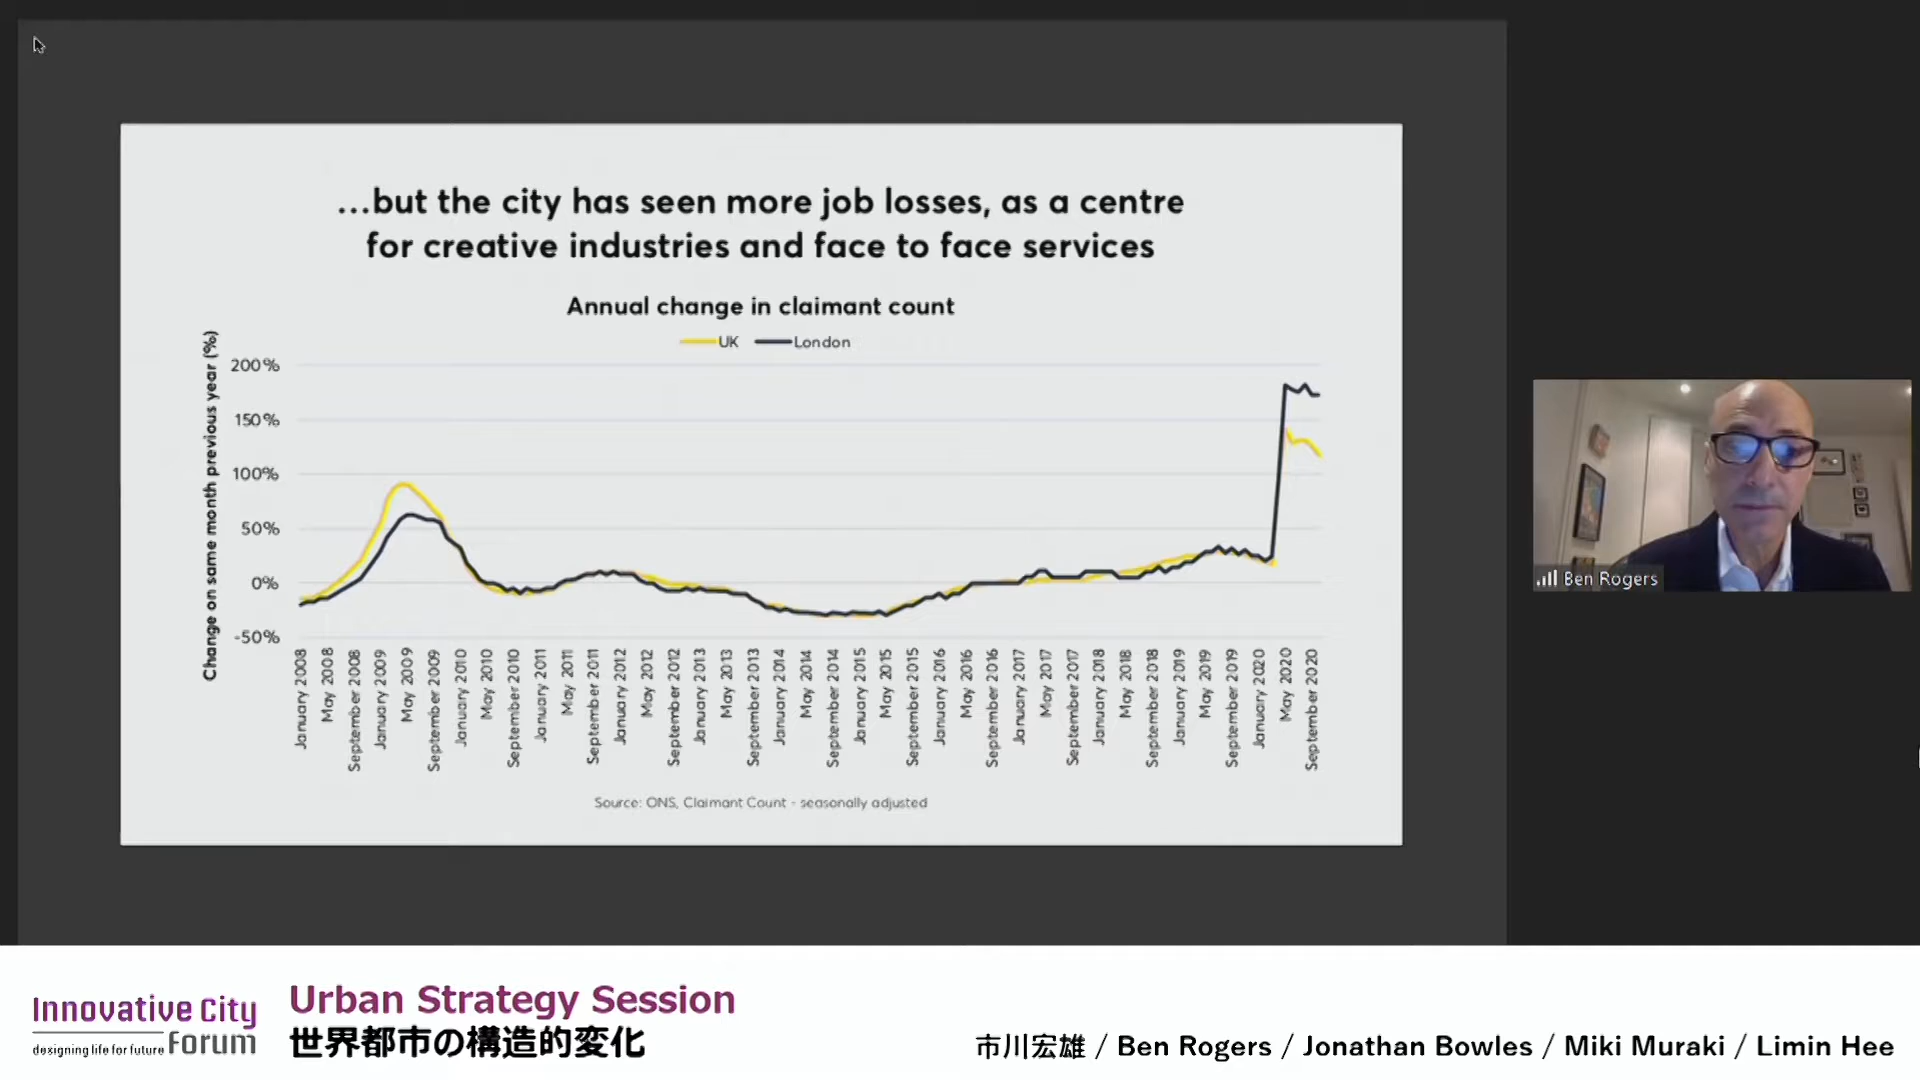 ...but the city has seen more job losses, as a centre
for creative industries and face to face services
Annual change in claimant count
UK London
Change on same month previous year (%)
200%
150%
100%
50%
0%
-50%
January 2008
May 2008
September 2008
January 2009
May 2009
September 2009
January 2010
May 2010
September 2010
January 2011
May 2011
September 2011
January 2012
May 2012
September 2012
January 2013
May 2013
September 2013
January 2014
May 2014
September 2014
January 2015
May 2015
September 2015
January 2016
May 2016
September 2016
January 2017
May 2017
September 2017
January 2018
May 2018
September 2018
January 2019
May 2019
September 2019
January 2020
May 2020
September 2020
Source: ONS, Claimant Count - seasonally adjusted
Ben Rogers
Innovative City
designing life for future Forum
Urban Strategy Session
世界都市の構造的変化
市川宏雄 / Ben Rogers / Jonathan Bowles / Miki Muraki / Limin Hee